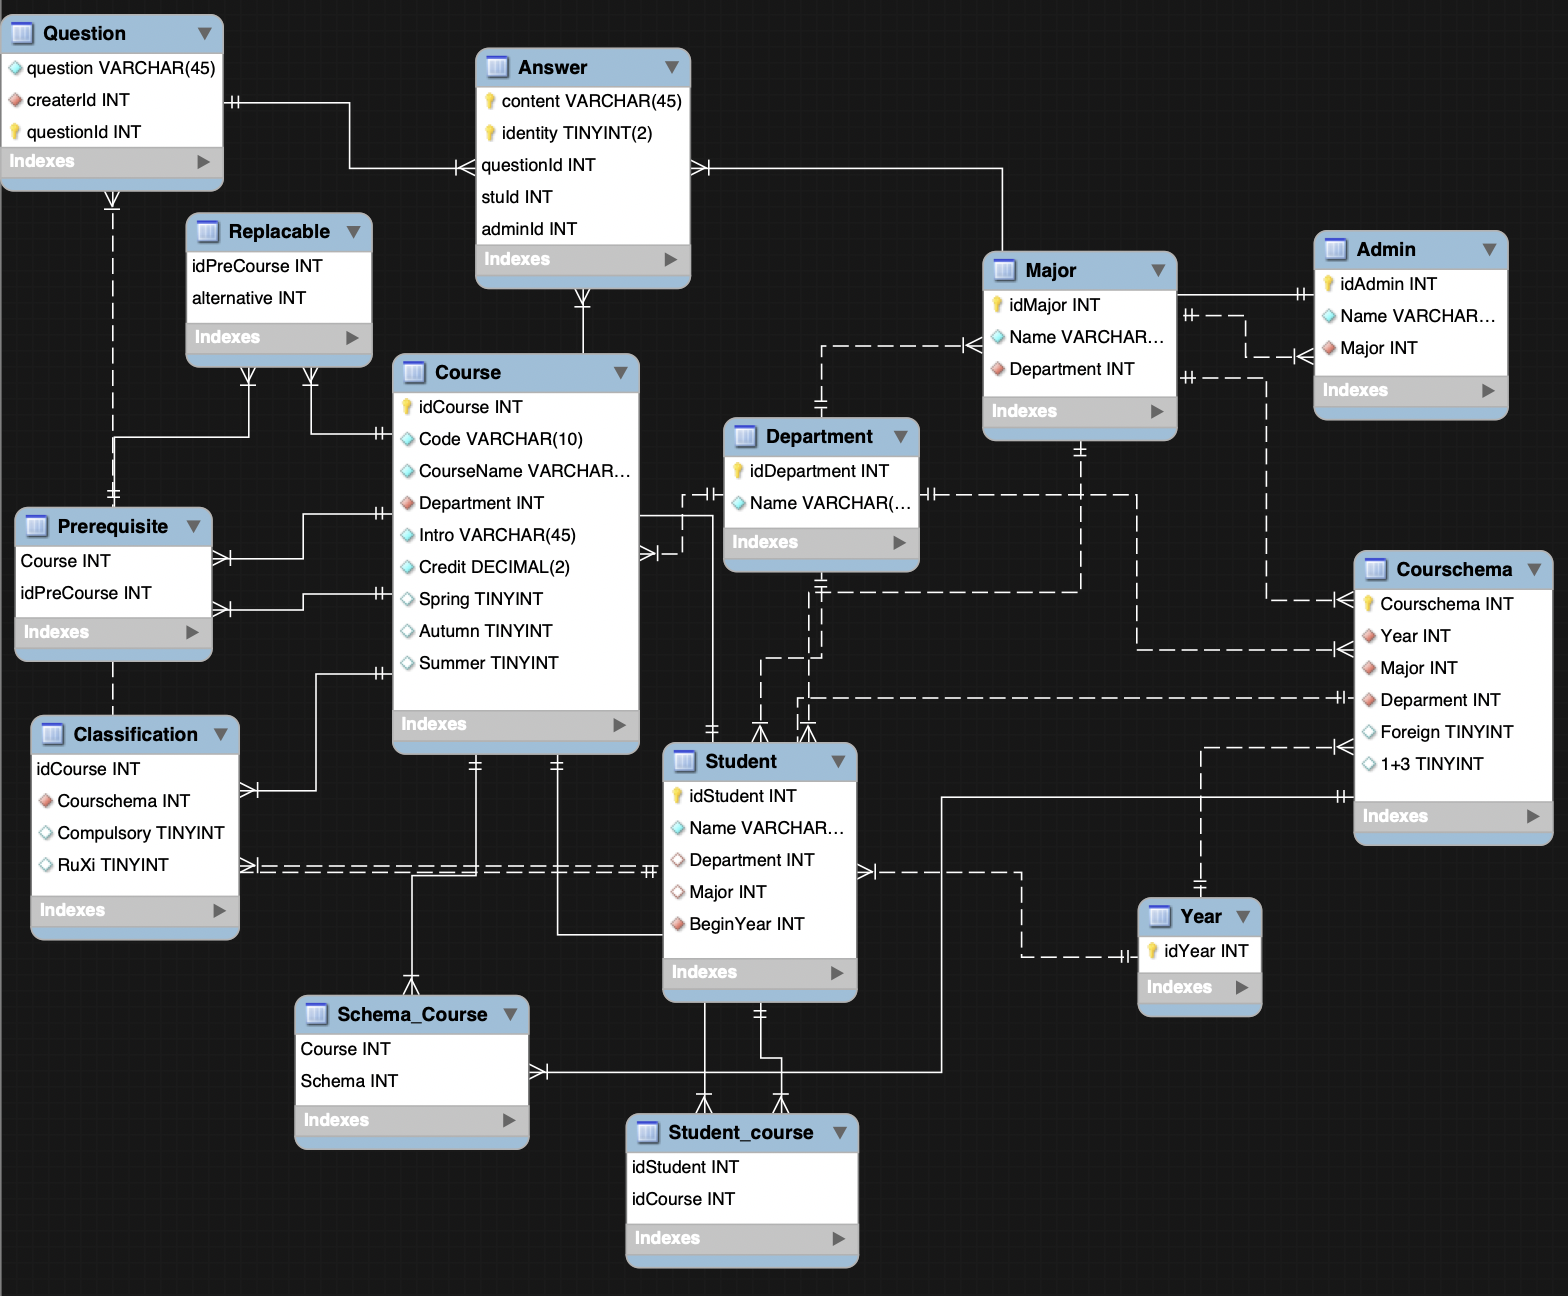 Question
question VARCHAR(45)
createrId INT
questionId INT
Indexes
Answer
content VARCHAR(45)
identity TINYINT(2)
questionId INT
stuId INT
adminId INT
Indexes
Replacable
idPreCourse INT
alternative INT
Indexes
Major
idMajor INT
Name VARCHAR...
Department INT
Indexes
Admin
idAdmin INT
Name VARCHAR...
Major INT
Indexes
Course
idCourse INT
Code VARCHAR(10)
CourseName VARCHAR...
Department INT
Intro VARCHAR(45)
Credit DECIMAL(2)
Spring TINYINT
Autumn TINYINT
Summer TINYINT
Indexes
Department
idDepartment INT
Name VARCHAR(...
Indexes
Prerequisite
Course INT
idPreCourse INT
Indexes
Courschema
Courschema INT
Year INT
Major INT
Deparment INT
Foreign TINYINT
1+3 TINYINT
Indexes
Classification
idCourse INT
Courschema INT
Compulsory TINYINT
RuXi TINYINT
Indexes
Student
idStudent INT
Name VARCHAR...
Department INT
Major INT
BeginYear INT
Indexes
Year
idYear INT
Indexes
Schema_Course
Course INT
Schema INT
Indexes
Student_course
idStudent INT
idCourse INT
Indexes